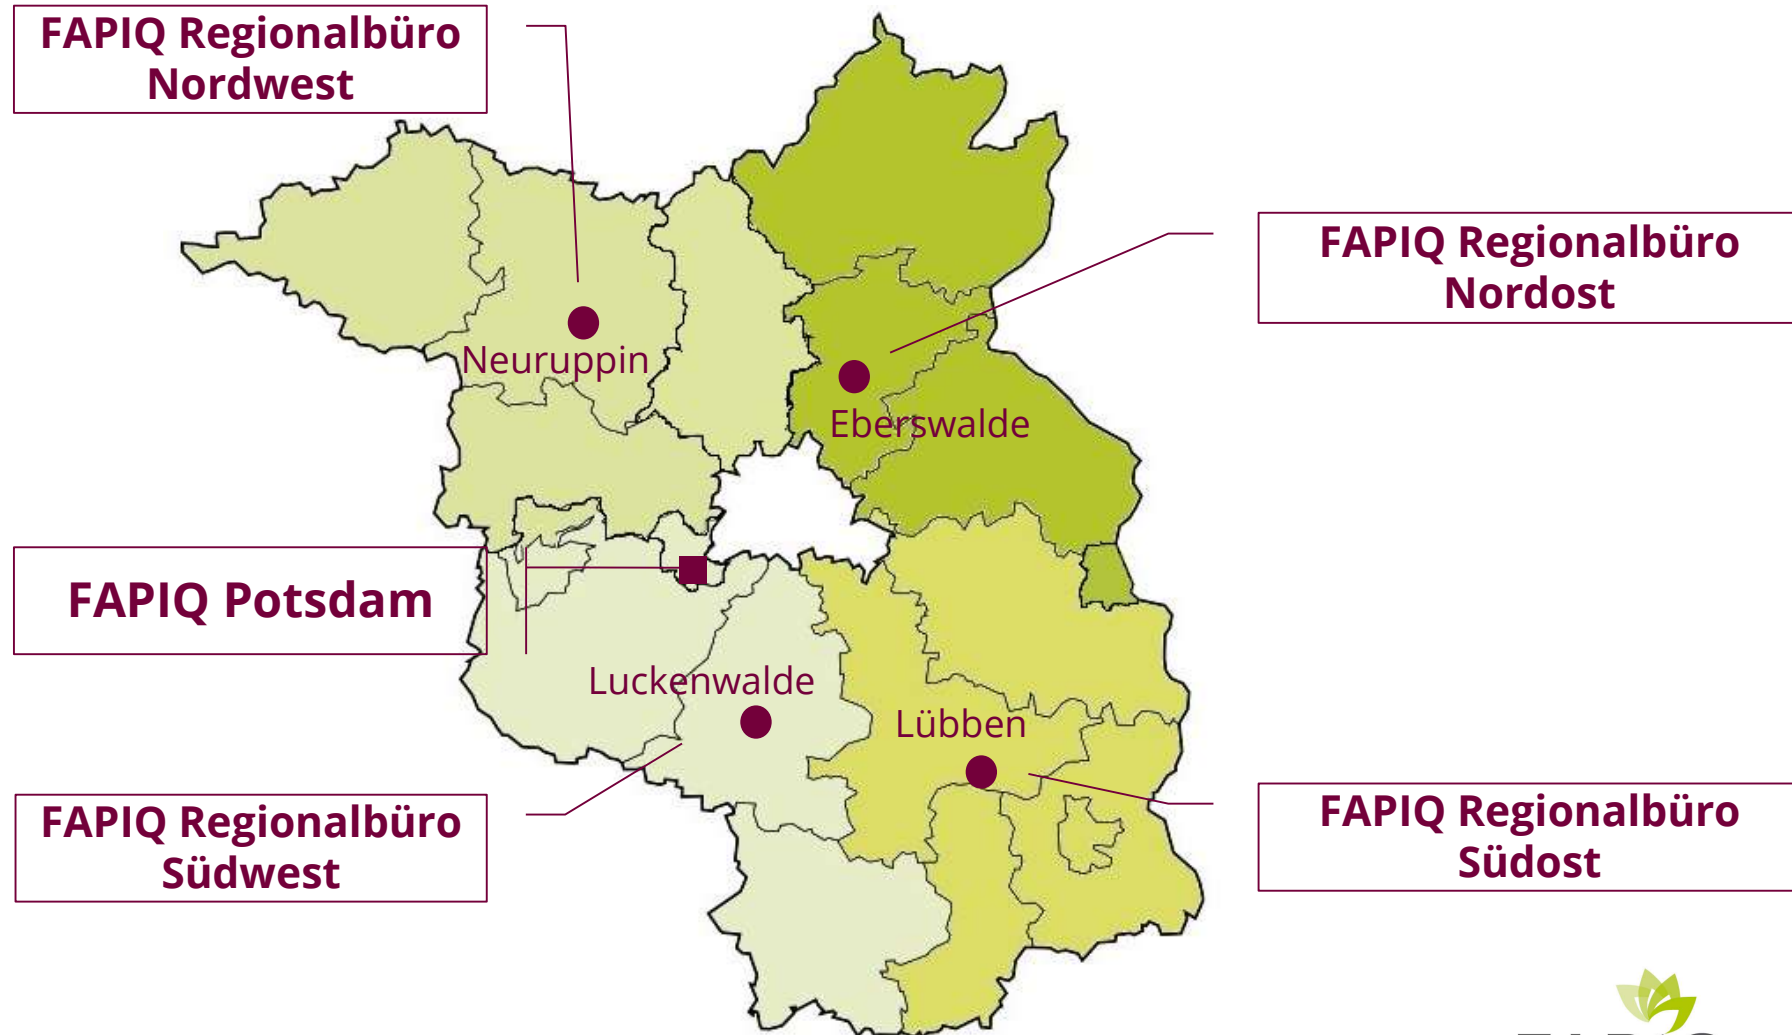 FAPIQ Regionalbüro
Nordwest
FAPIQ Regionalbüro
Nordost
Neuruppin
Eberswalde
FAPIQ Potsdam
Luckenwalde
Lübben
FAPIQ Regionalbüro
Südwest
FAPIQ Regionalbüro
Südost